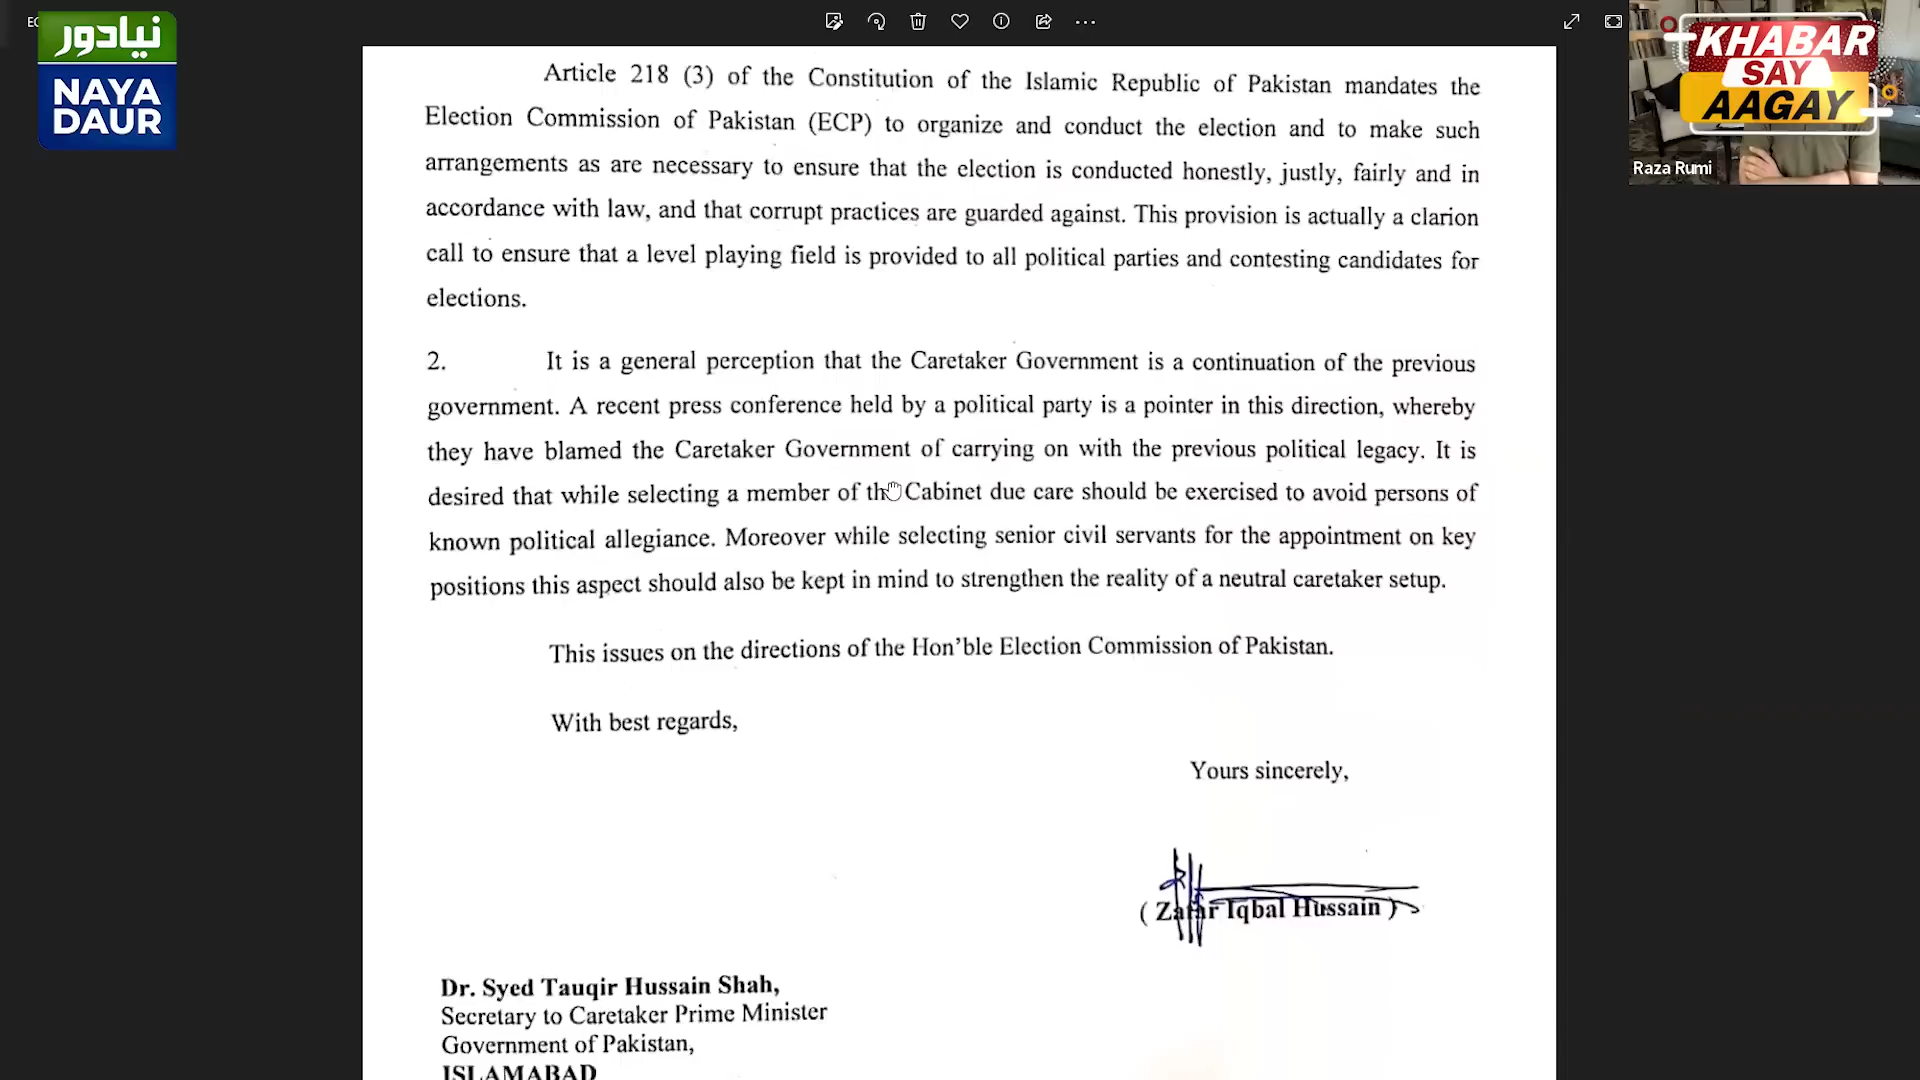 EC
نیادور
NAYA
DAUR
KHABAR
SAY
AAGAY
Raza Rumi
Article 218 (3) of the Constitution of the Islamic Republic of Pakistan mandates the
Election Commission of Pakistan (ECP) to organize and conduct the election and to make such
arrangements as are necessary to ensure that the election is conducted honestly, justly, fairly and in
accordance with law, and that corrupt practices are guarded against. This provision is actually a clarion
call to ensure that a level playing field is provided to all political parties and contesting candidates for
elections.
2. It is a general perception that the Caretaker Government is a continuation of the previous
government. A recent press conference held by a political party is a pointer in this direction, whereby
they have blamed the Caretaker Government of carrying on with the previous political legacy. It is
desired that while selecting a member of the Cabinet due care should be exercised to avoid persons of
known political allegiance. Moreover while selecting senior civil servants for the appointment on key
positions this aspect should also be kept in mind to strengthen the reality of a neutral caretaker setup.
This issues on the directions of the Hon'ble Election Commission of Pakistan.
With best regards,
Yours sincerely,
( Zafar Iqbal Hussain )
Dr. Syed Tauqir Hussain Shah,
Secretary to Caretaker Prime Minister
Government of Pakistan,
ISLAMABAD